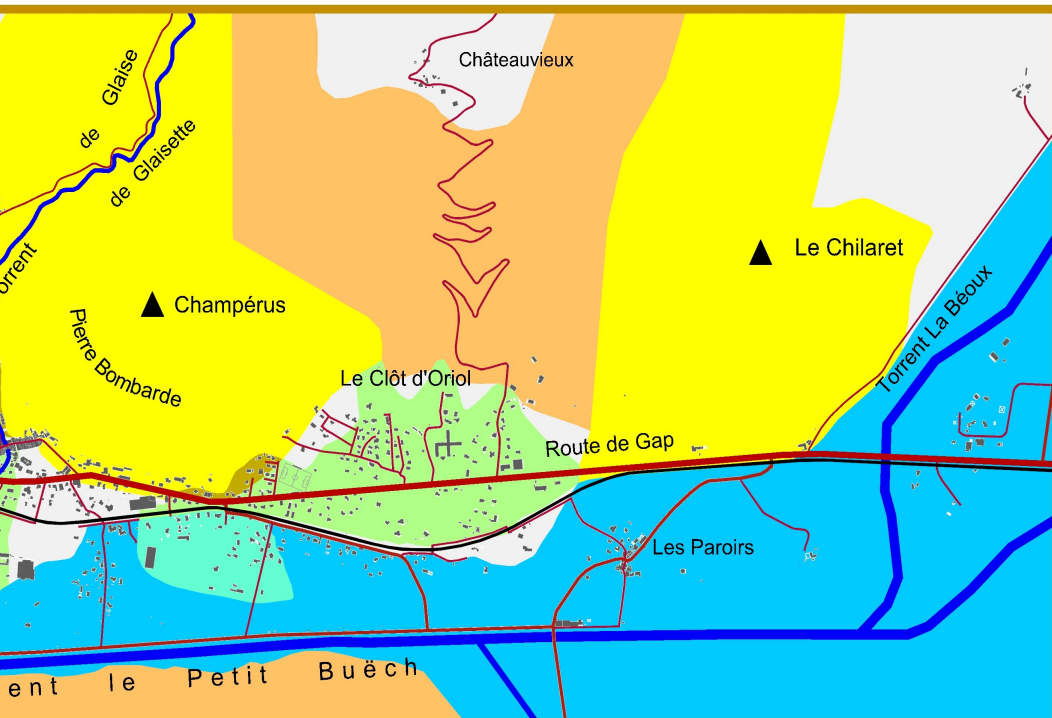 Châteauvieux
de Glaise
de Glaisette
orrent
Le Chilaret
Champérus
Torrent La Béoux
Pierre Bombarde
Le Clôt d'Oriol
Route de Gap
Les Paroirs
ent le Petit Buëch